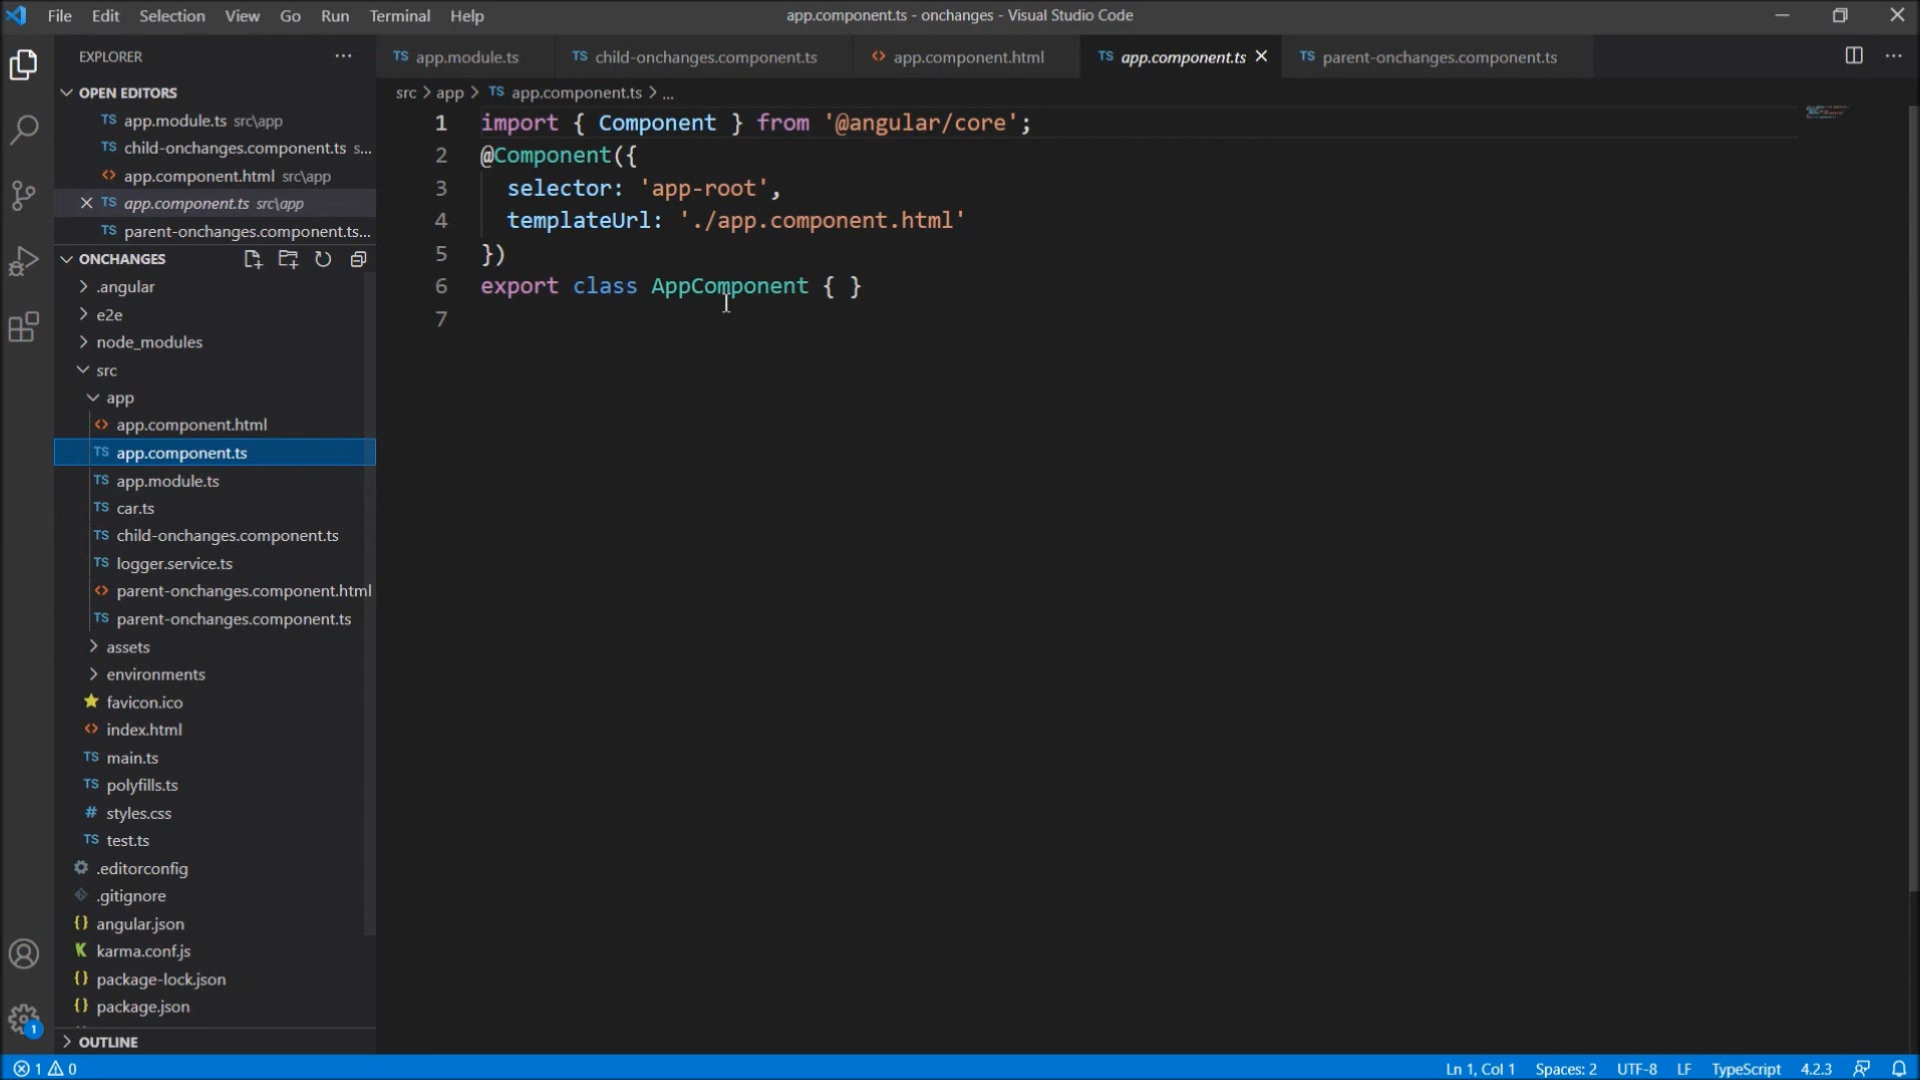 File Edit Selection View Go Run Terminal Help
app.component.ts - onchanges - Visual Studio Code
EXPLORER
OPEN EDITORS
TS app.module.ts src\app
TS child-onchanges.component.ts s...
<> app.component.html src\app
TS app.component.ts src\app
TS parent-onchanges.component.ts...
ONCHANGES
.angular
e2e
node_modules
src
app
<> app.component.html
TS app.component.ts
TS app.module.ts
TS car.ts
TS child-onchanges.component.ts
TS logger.service.ts
<> parent-onchanges.component.html
TS parent-onchanges.component.ts
assets
environments
favicon.ico
<> index.html
TS main.ts
TS polyfills.ts
# styles.css
TS test.ts
.editorconfig
.gitignore
{} angular.json
K karma.conf.js
{} package-lock.json
{} package.json
OUTLINE
TS app.module.ts
TS child-onchanges.component.ts
<> app.component.html
TS app.component.ts
TS parent-onchanges.component.ts
src > app > TS app.component.ts > ...
1 import { Component } from '@angular/core';
2 @Component({
3 selector: 'app-root',
4 templateUrl: './app.component.html'
5 })
6 export class AppComponent { }
7
1
1 0
Ln 1, Col 1 Spaces: 2 UTF-8 LF TypeScript 4.2.3